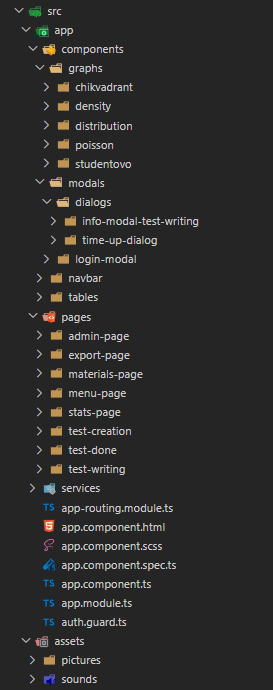 src
app
components
graphs
chikvadrant
density
distribution
poisson
studentovo
modals
dialogs
info-modal-test-writing
time-up-dialog
login-modal
navbar
tables
pages
admin-page
export-page
materials-page
menu-page
stats-page
test-creation
test-done
test-writing
services
TS app-routing.module.ts
app.component.html
app.component.scss
app.component.spec.ts
TS app.component.ts
TS app.module.ts
TS auth.guard.ts
assets
pictures
sounds